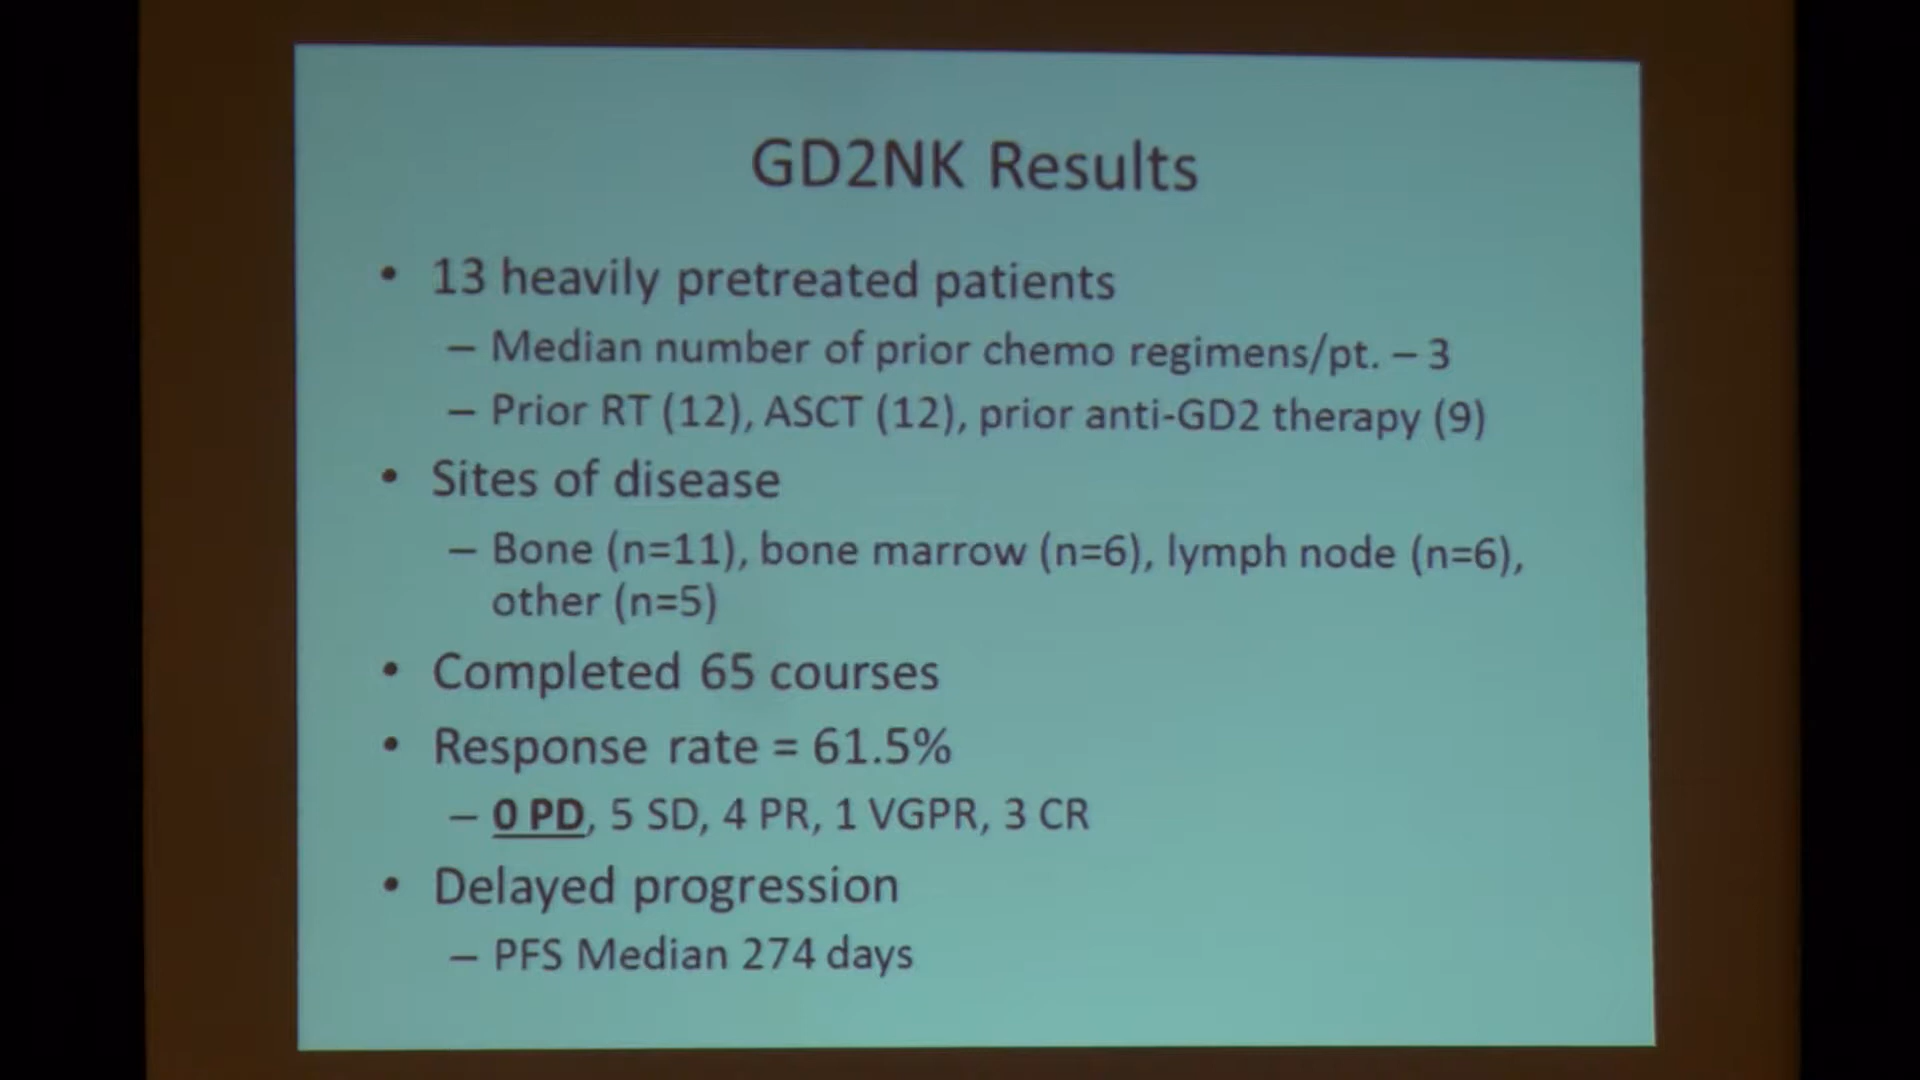 GD2NK Results
• 13 heavily pretreated patients
– Median number of prior chemo regimens/pt. – 3
– Prior RT (12), ASCT (12), prior anti-GD2 therapy (9)
• Sites of disease
– Bone (n=11), bone marrow (n=6), lymph node (n=6),
other (n=5)
• Completed 65 courses
• Response rate = 61.5%
– 0 PD, 5 SD, 4 PR, 1 VGPR, 3 CR
• Delayed progression
– PFS Median 274 days